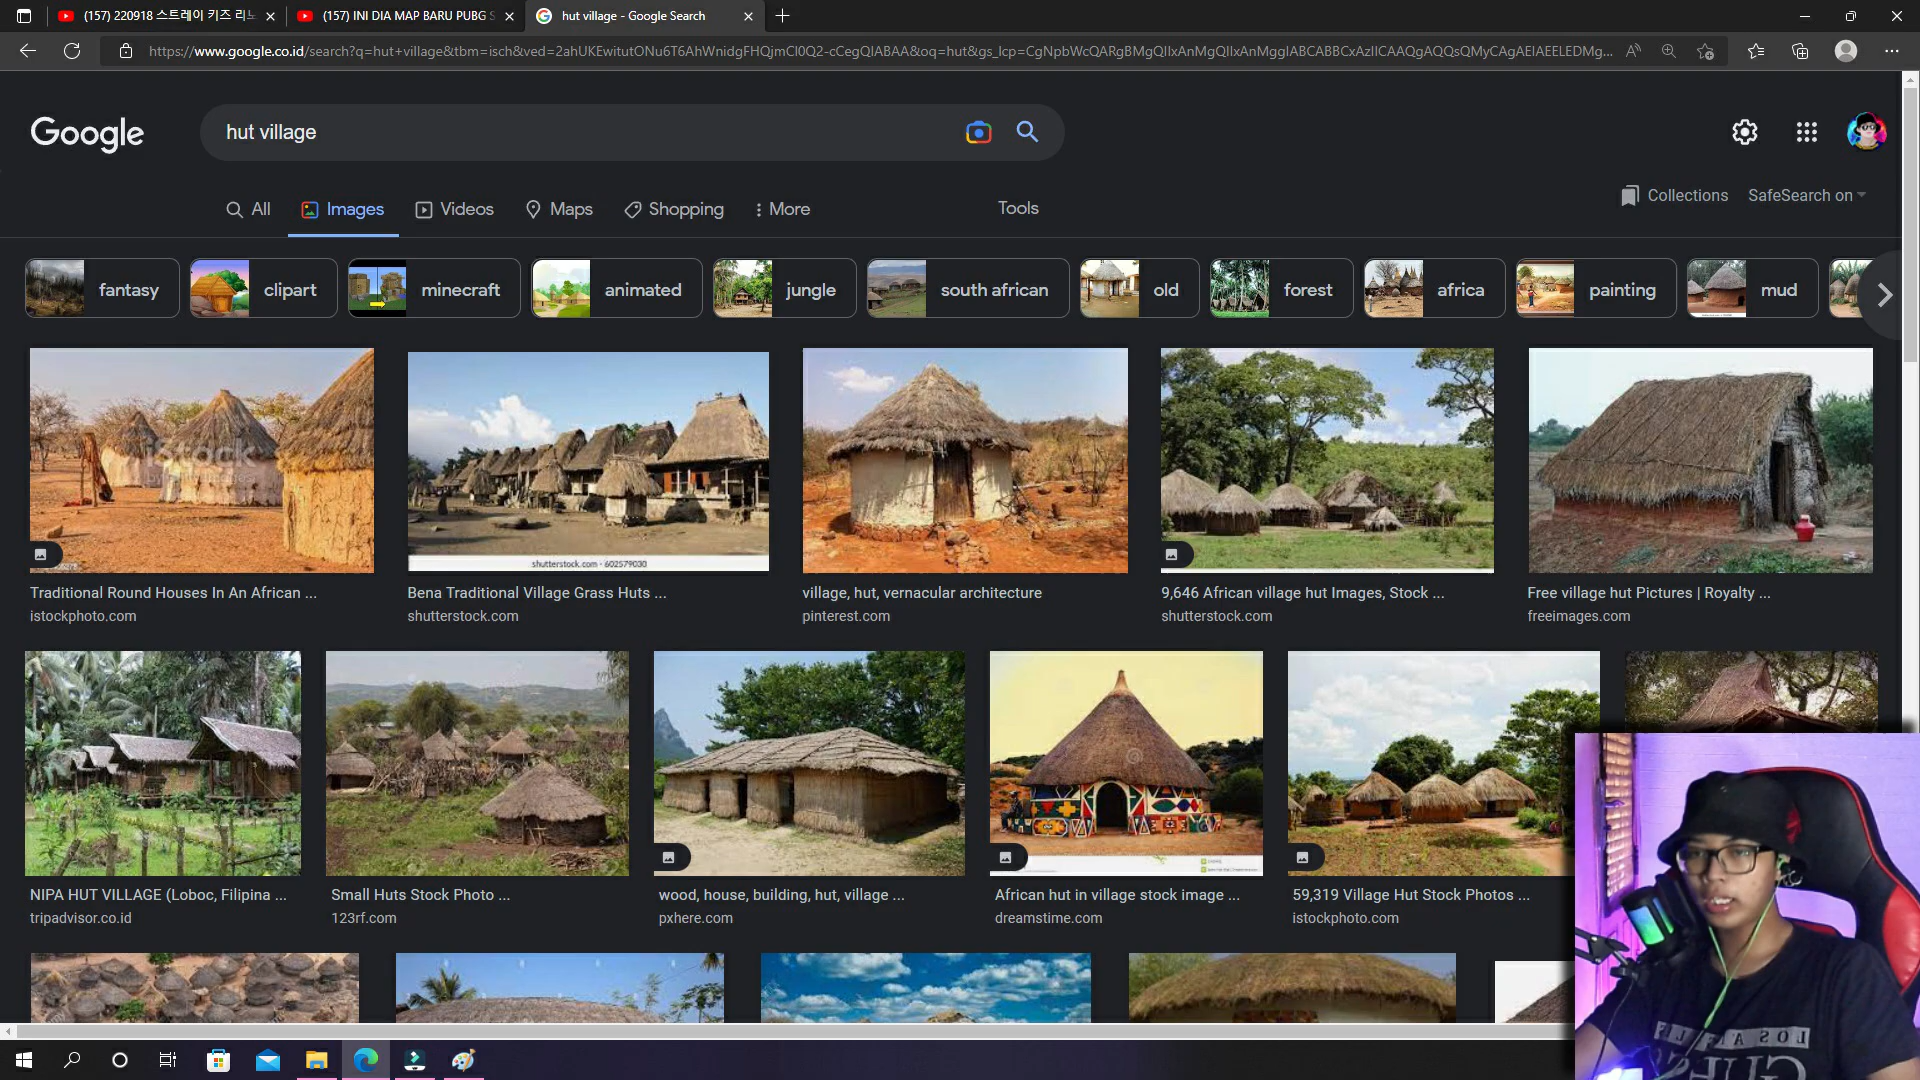 (157) 220918 스트레이 키즈 리노
(157) INI DIA MAP BARU PUBG S
hut village - Google Search
https://www.google.co.id/search?q=hut+village&tbm=isch&ved=2ahUKEwitutONu6T6AhWnidgFHQjmCI0Q2-cCegQIABAA&oq=hut&gs_lcp=CgNpbWcQARgBMgQIIxAnMgQIIxAnMggIABCABBCxAzIICAAQgAQQsQMyCAgAEIAEELEDMg...
Google
hut village
All
Images
Videos
Maps
Shopping
More
Tools
Collections
SafeSearch on
fantasy
clipart
minecraft
animated
jungle
south african
old
forest
africa
painting
mud
iStock
shutterstock.com · 602579030
Traditional Round Houses In An African ...
istockphoto.com
Bena Traditional Village Grass Huts ...
shutterstock.com
village, hut, vernacular architecture
pinterest.com
9,646 African village hut Images, Stock ...
shutterstock.com
Free village hut Pictures | Royalty ...
freeimages.com
NIPA HUT VILLAGE (Loboc, Filipina ...
tripadvisor.co.id
Small Huts Stock Photo ...
123rf.com
wood, house, building, hut, village ...
pxhere.com
African hut in village stock image ...
dreamstime.com
59,319 Village Hut Stock Photos ...
istockphoto.com
LOS
GUESS